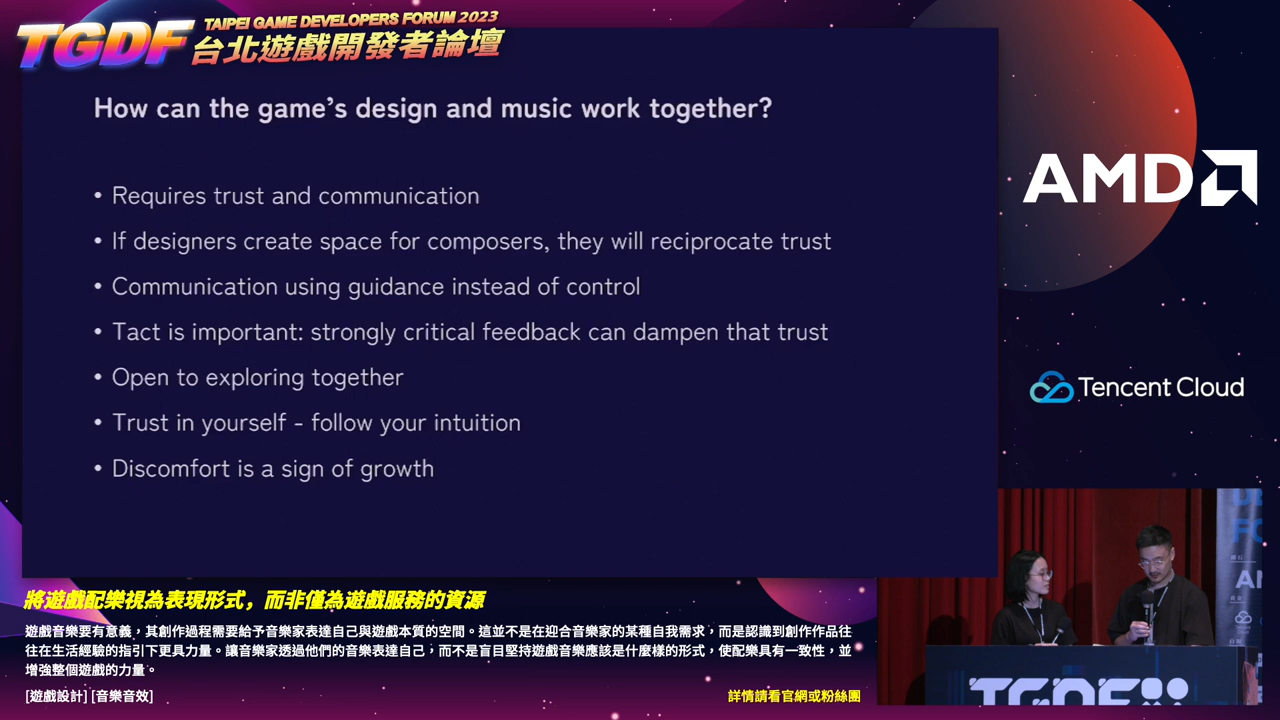 TGDF
TAIPEI GAME DEVELOPERS FORUM 2023
台北遊戲開發者論壇
How can the game's design and music work together?
• Requires trust and communication
• If designers create space for composers, they will reciprocate trust
• Communication using guidance instead of control
• Tact is important: strongly critical feedback can dampen that trust
• Open to exploring together
• Trust in yourself - follow your intuition
• Discomfort is a sign of growth
AMD
Tencent Cloud
將遊戲配樂視為表現形式，而非僅為遊戲服務的資源
遊戲音樂要有意義，其創作過程需要給予音樂家表達自己與遊戲本質的空間。這並不是在迎合音樂家的某種自我需求，而是認識到創作作品往
往在生活經驗的指引下更具力量。讓音樂家透過他們的音樂表達自己，而不是盲目堅持遊戲音樂應該是什麼樣的形式，使配樂具有一致性，並
增強整個遊戲的力量。
[遊戲設計] [音樂音效]
詳情請看官網或粉絲團
TGDF